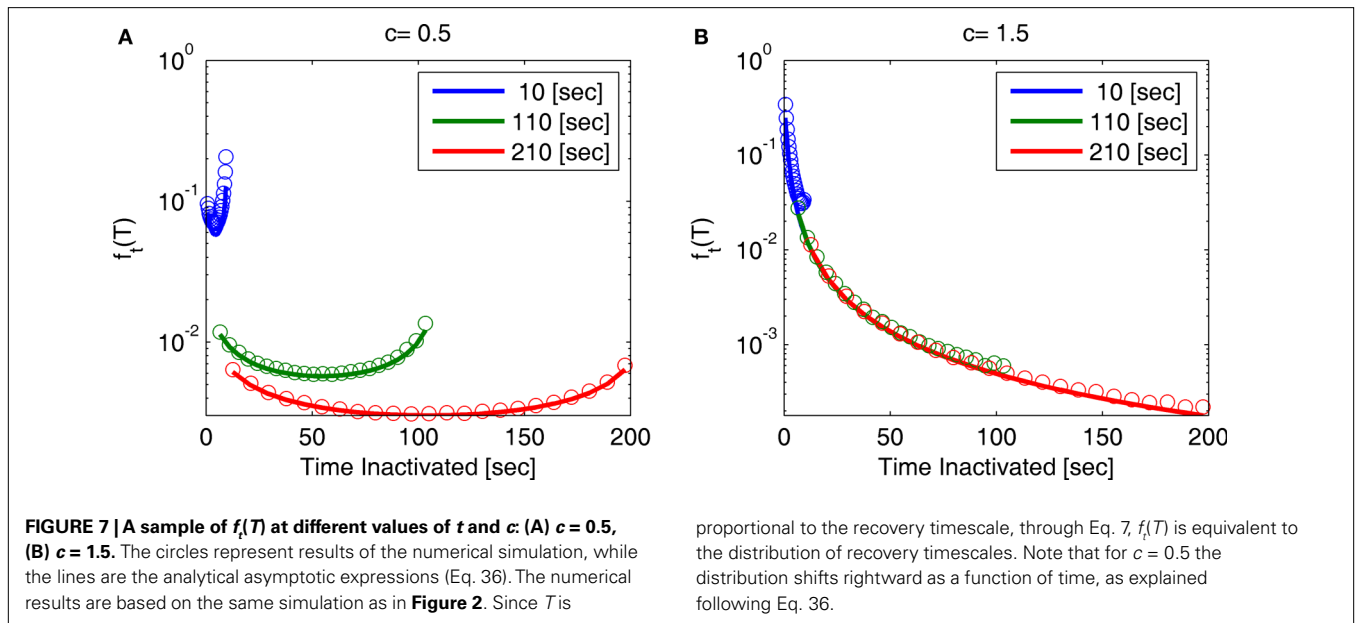 A
c= 0.5
10⁰
10⁻¹
10⁻²
f_t(T)
10 [sec]
110 [sec]
210 [sec]
0 50 100 150 200
Time Inactivated [sec]
B
c= 1.5
10⁰
10⁻¹
10⁻²
10⁻³
f_t(T)
10 [sec]
110 [sec]
210 [sec]
0 50 100 150 200
Time Inactivated [sec]
FIGURE 7 | A sample of f_t(T) at different values of t and c: (A) c = 0.5,
(B) c = 1.5. The circles represent results of the numerical simulation, while
the lines are the analytical asymptotic expressions (Eq. 36). The numerical
results are based on the same simulation as in Figure 2. Since T is
proportional to the recovery timescale, through Eq. 7, f_t(T) is equivalent to
the distribution of recovery timescales. Note that for c = 0.5 the
distribution shifts rightward as a function of time, as explained
following Eq. 36.